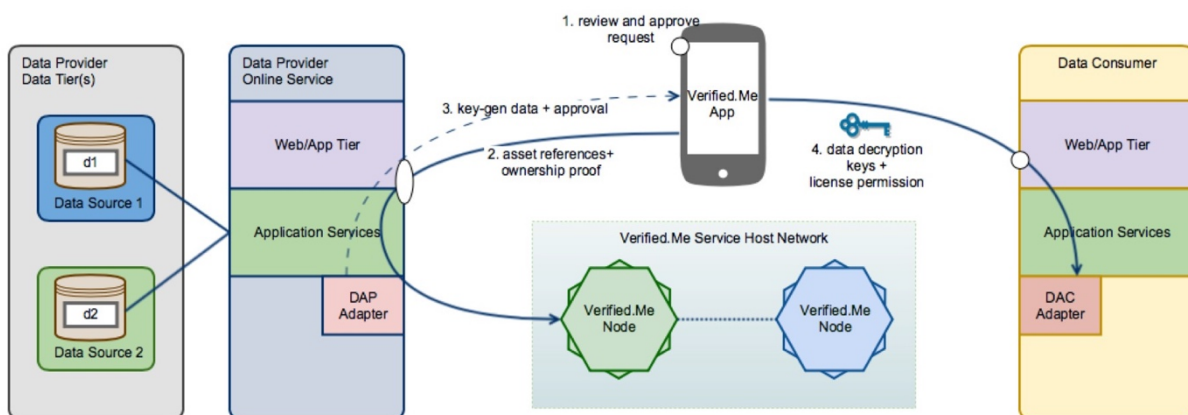 Data Provider
Data Tier(s)
d1
Data Source 1
d2
Data Source 2
Data Provider
Online Service
Web/App Tier
Application Services
DAP
Adapter
1. review and approve
request
Verified.Me
App
3. key-gen data + approval
2. asset references+
ownership proof
4. data decryption
keys +
license permission
Verified.Me Service Host Network
Verified.Me
Node
Verified.Me
Node
Data Consumer
Web/App Tier
Application Services
DAC
Adapter